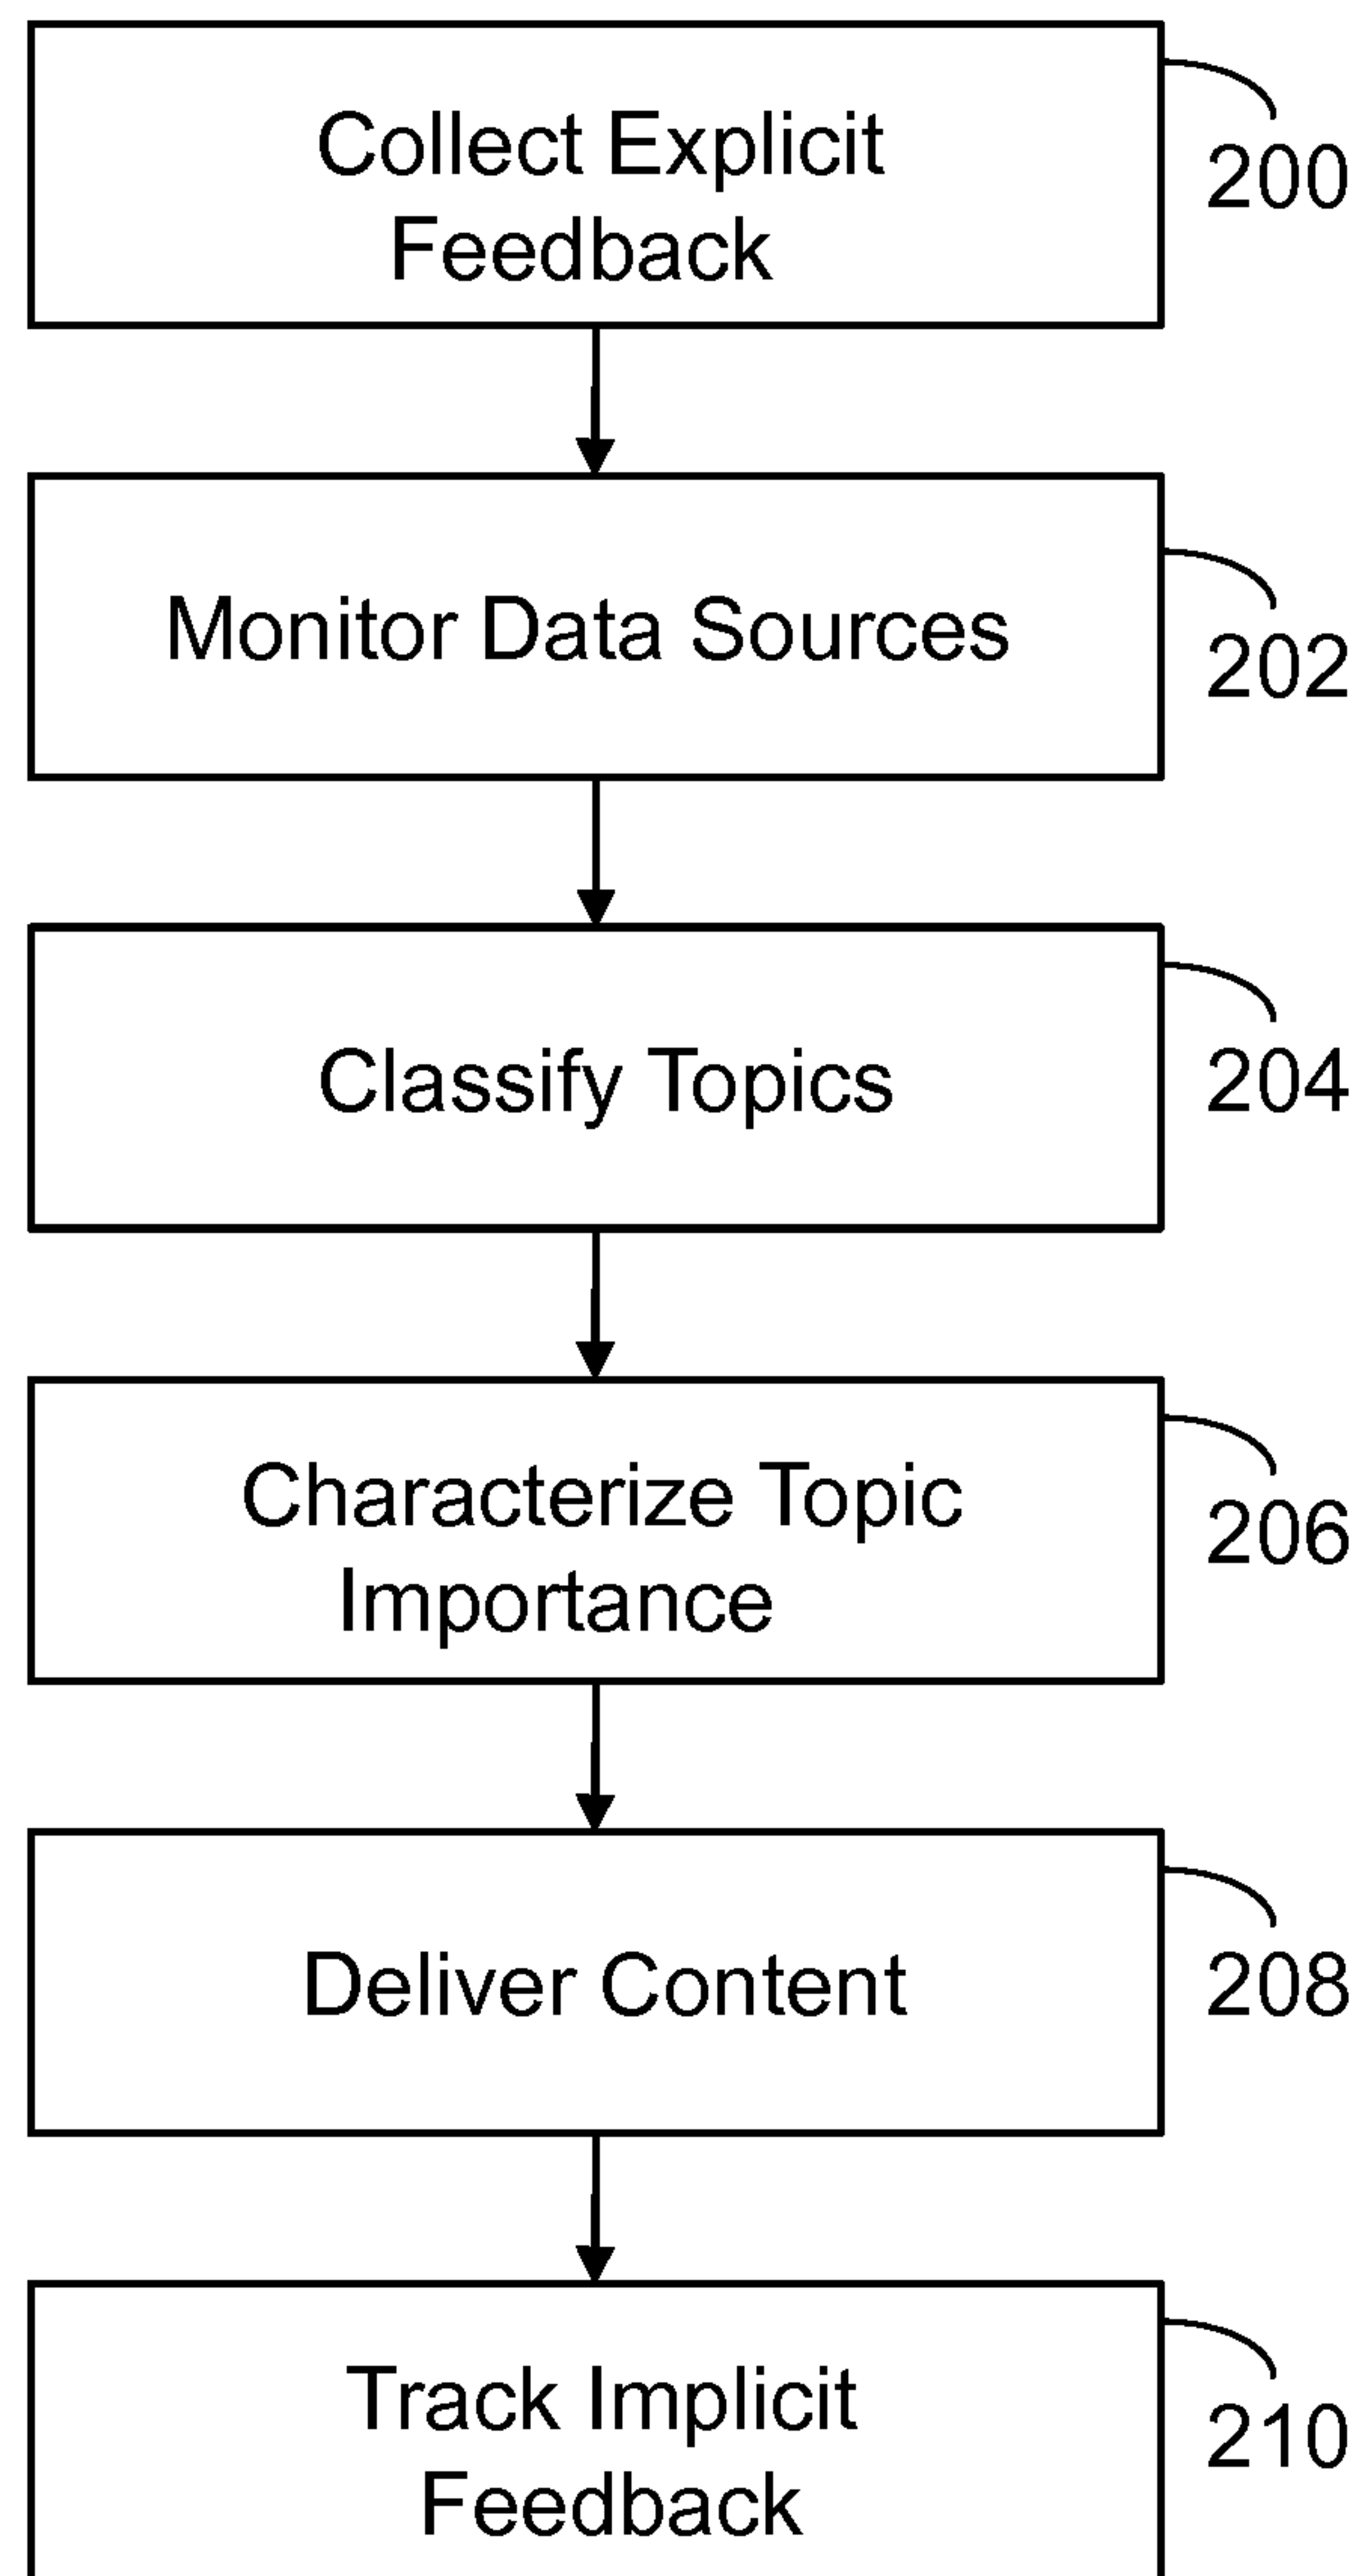 Collect Explicit
Feedback
200
Monitor Data Sources
202
Classify Topics
204
Characterize Topic
Importance
206
Deliver Content
208
Track Implicit
Feedback
210